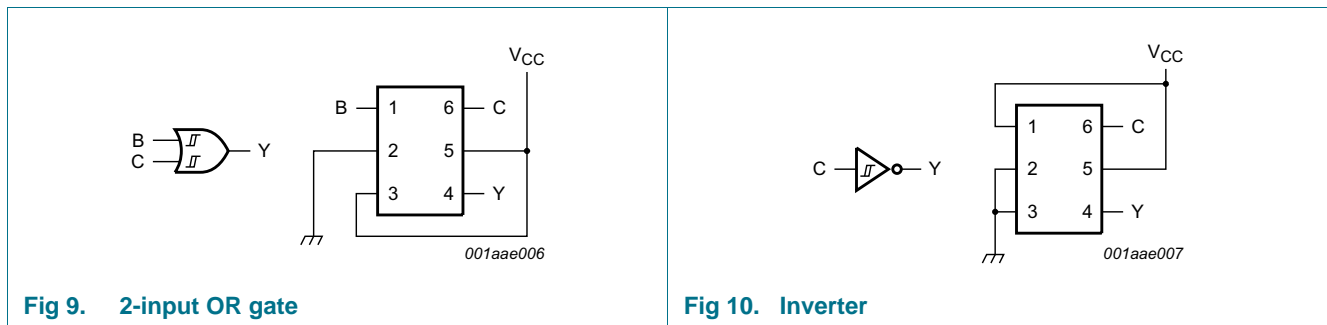 VCC
B 1 6 C
B
C
Y
2 5
3 4 Y
001aae006
Fig 9. 2-input OR gate
VCC
1 6 C
C
Y
2 5
3 4 Y
001aae007
Fig 10. Inverter